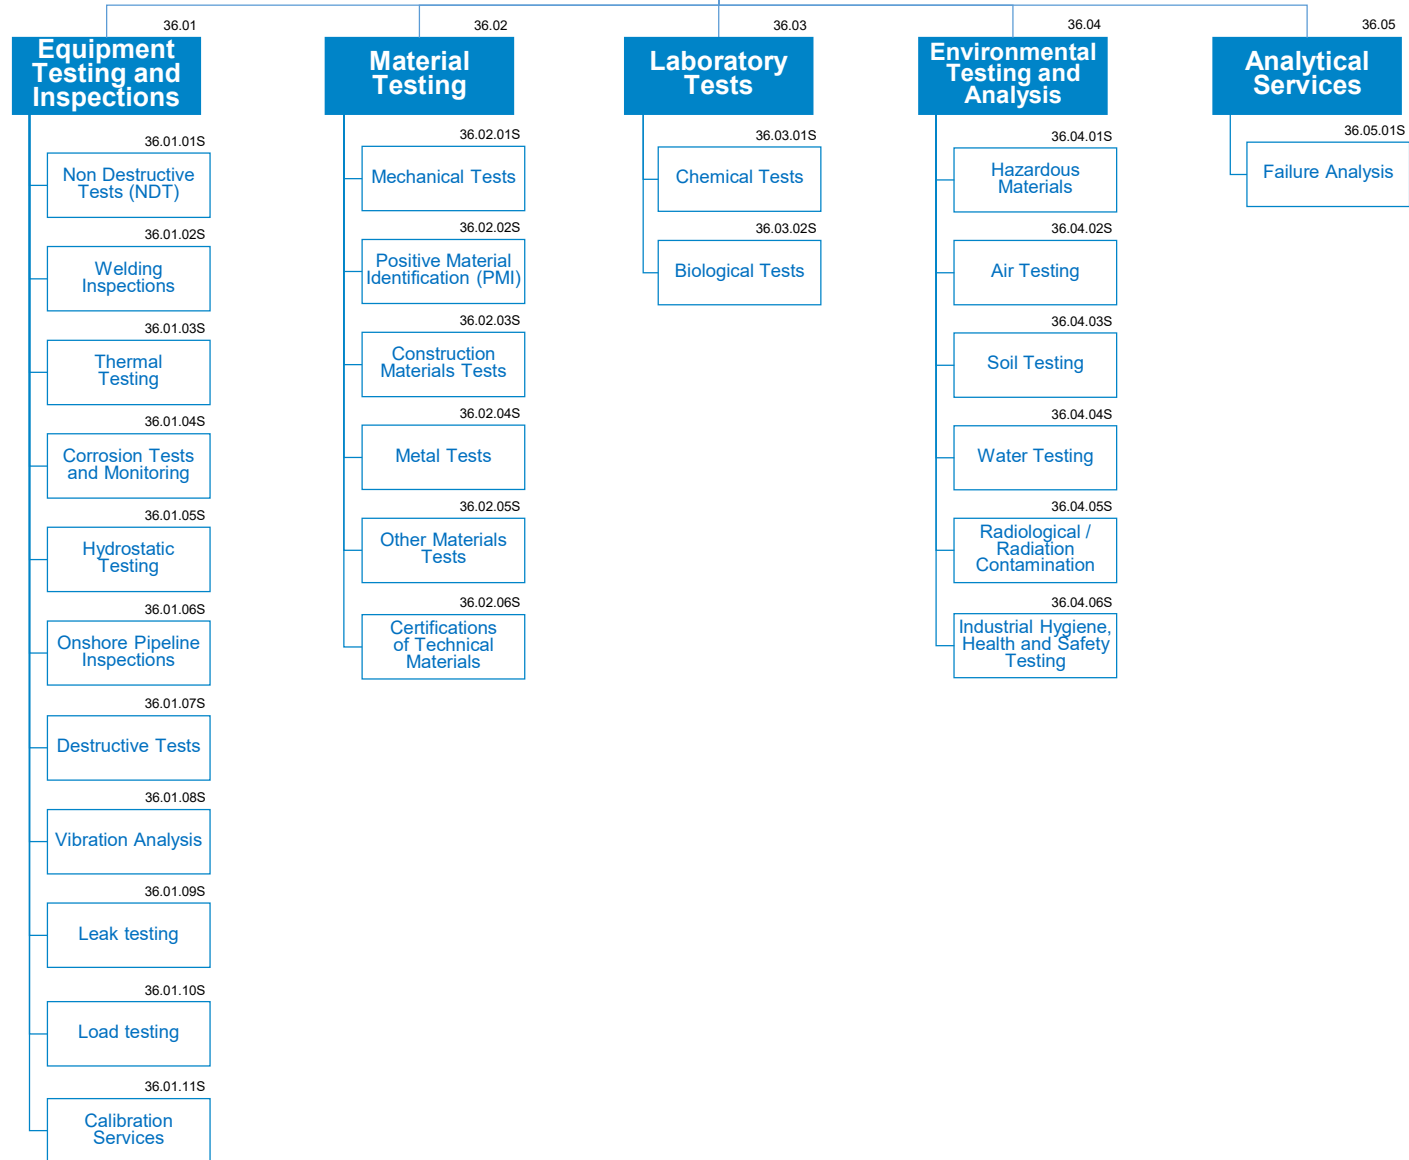 36.01
Equipment
Testing and
Inspections
36.01.01S
Non Destructive
Tests (NDT)
36.01.02S
Welding
Inspections
36.01.03S
Thermal
Testing
36.01.04S
Corrosion Tests
and Monitoring
36.01.05S
Hydrostatic
Testing
36.01.06S
Onshore Pipeline
Inspections
36.01.07S
Destructive Tests
36.01.08S
Vibration Analysis
36.01.09S
Leak testing
36.01.10S
Load testing
36.01.11S
Calibration
Services
36.02
Material
Testing
36.02.01S
Mechanical Tests
36.02.02S
Positive Material
Identification (PMI)
36.02.03S
Construction
Materials Tests
36.02.04S
Metal Tests
36.02.05S
Other Materials
Tests
36.02.06S
Certifications
of Technical
Materials
36.03
Laboratory
Tests
36.03.01S
Chemical Tests
36.03.02S
Biological Tests
36.04
Environmental
Testing and
Analysis
36.04.01S
Hazardous
Materials
36.04.02S
Air Testing
36.04.03S
Soil Testing
36.04.04S
Water Testing
36.04.05S
Radiological /
Radiation
Contamination
36.04.06S
Industrial Hygiene,
Health and Safety
Testing
36.05
Analytical
Services
36.05.01S
Failure Analysis